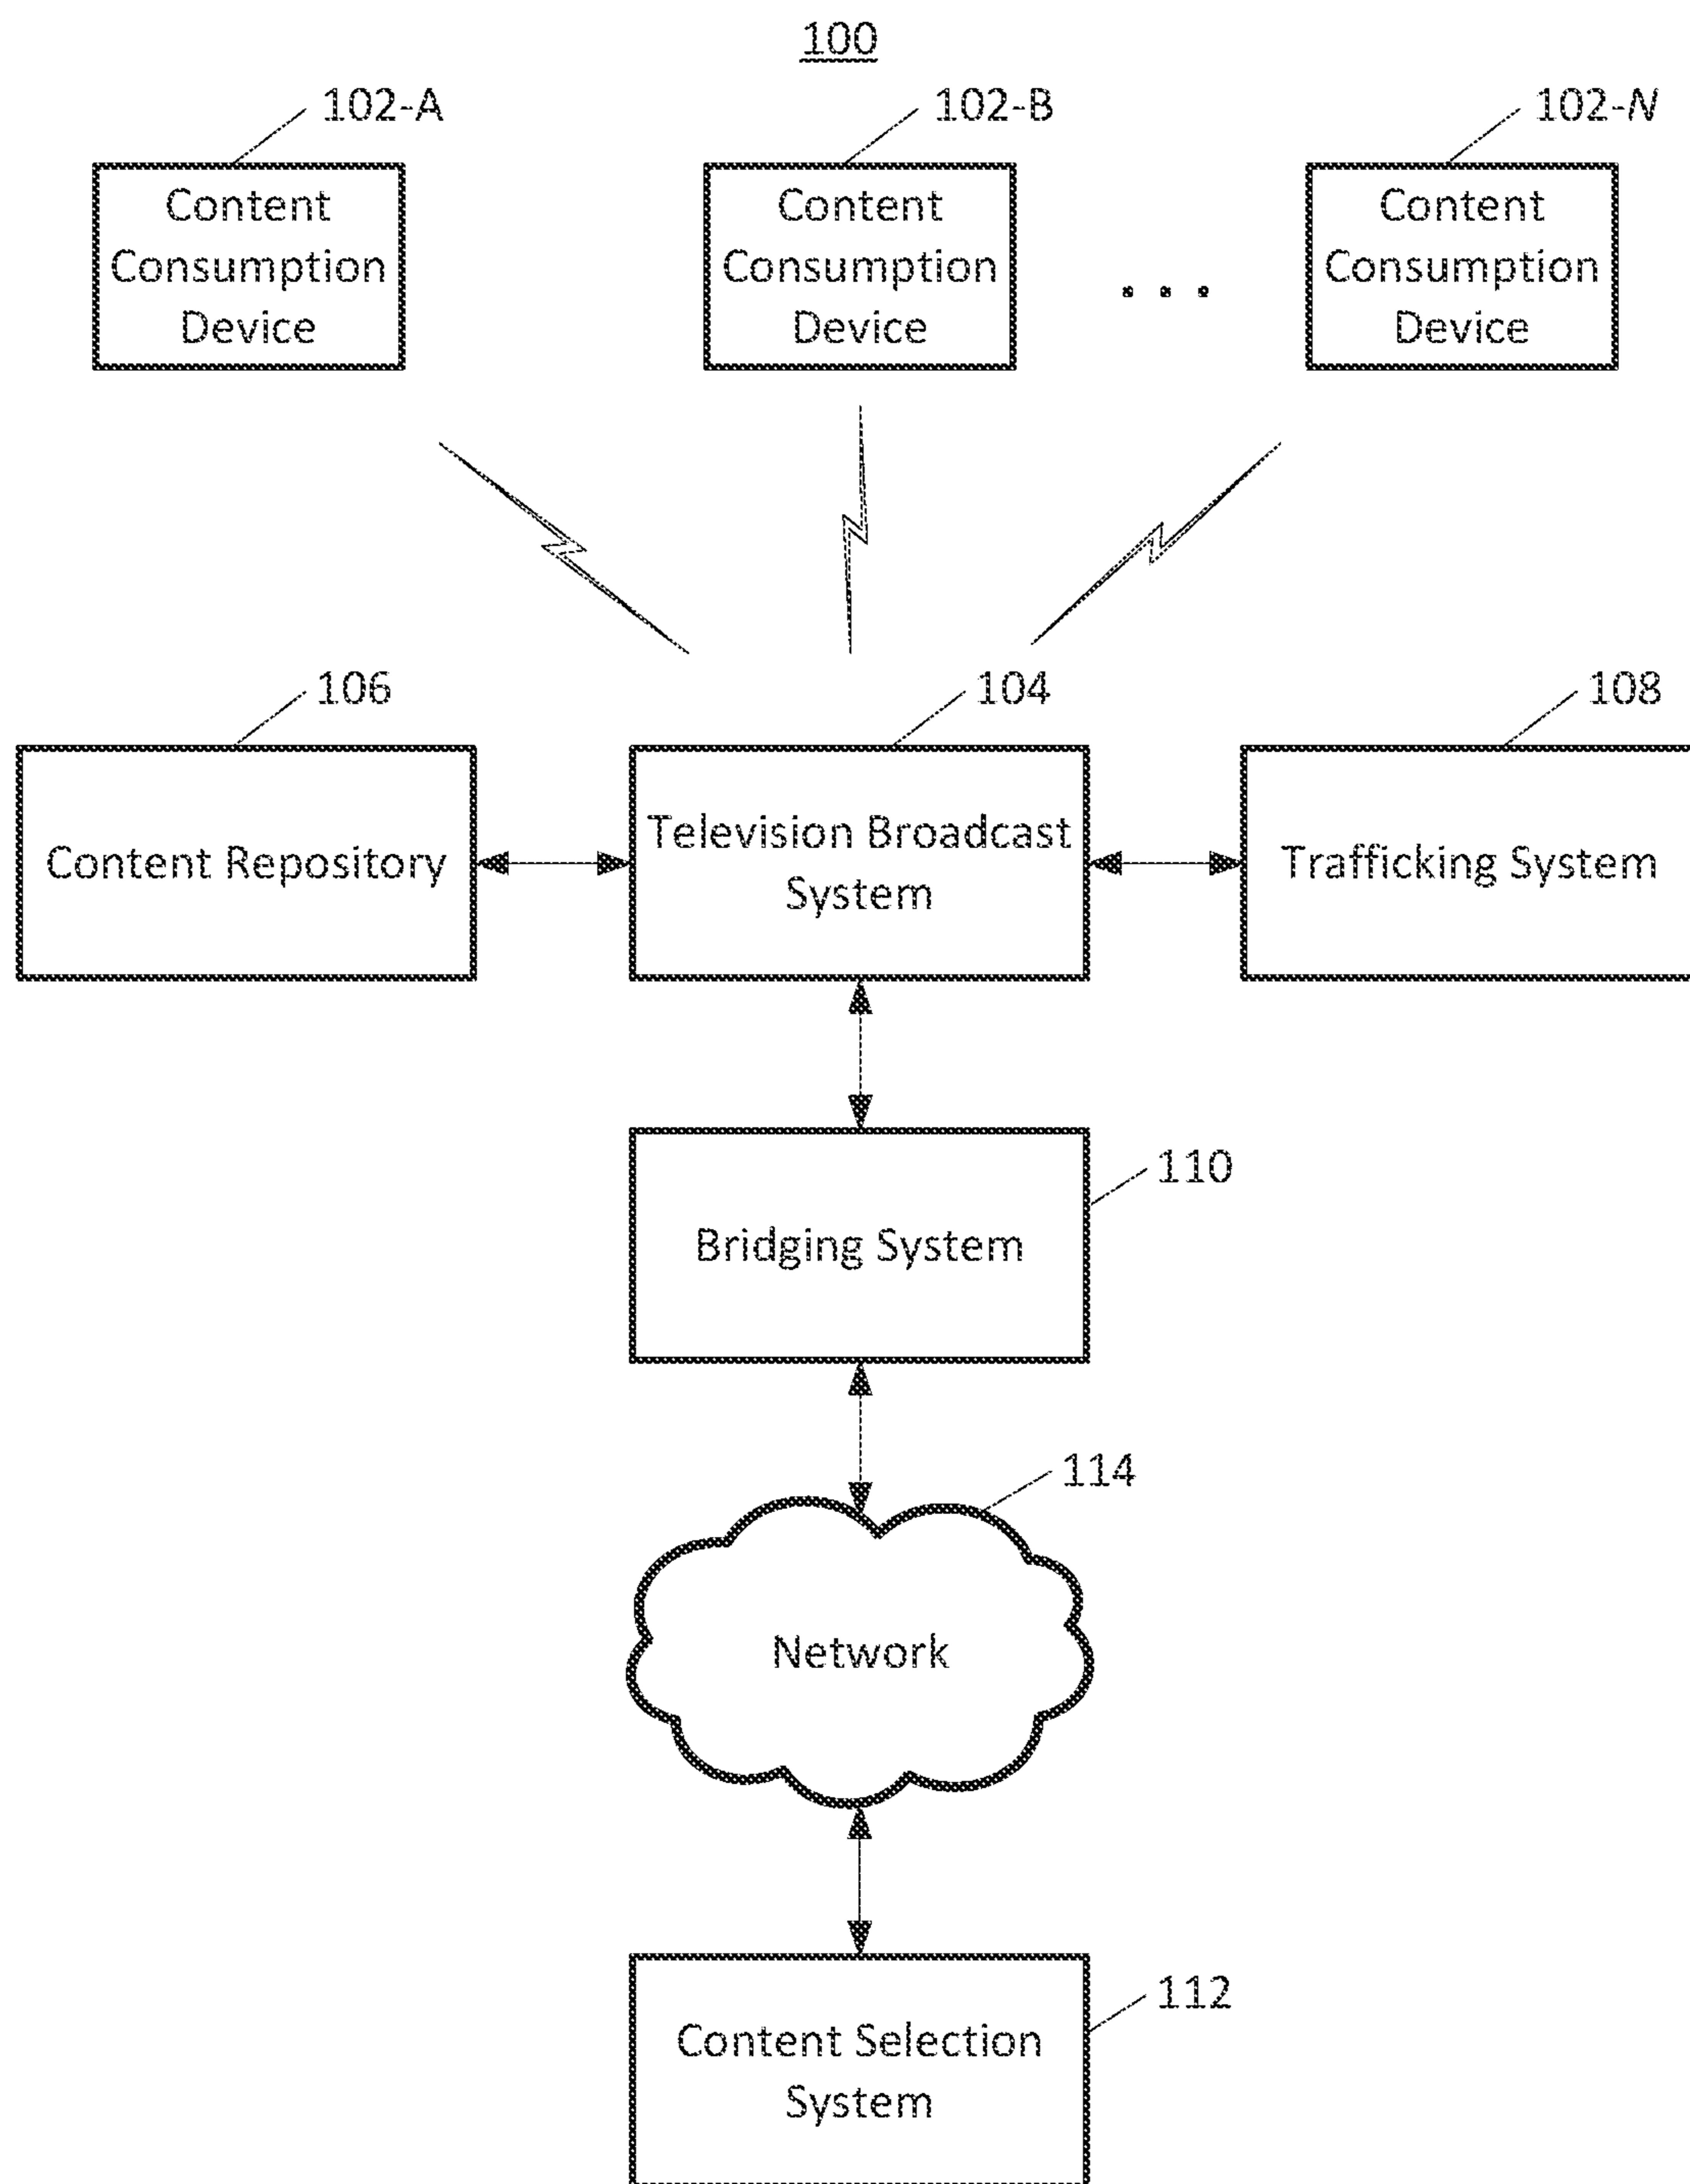 100
102-A
102-B
102-N
Content
Consumption
Device
Content
Consumption
Device
. . .
Content
Consumption
Device
106
104
108
Content Repository
Television Broadcast
System
Trafficking System
110
Bridging System
114
Network
112
Content Selection
System